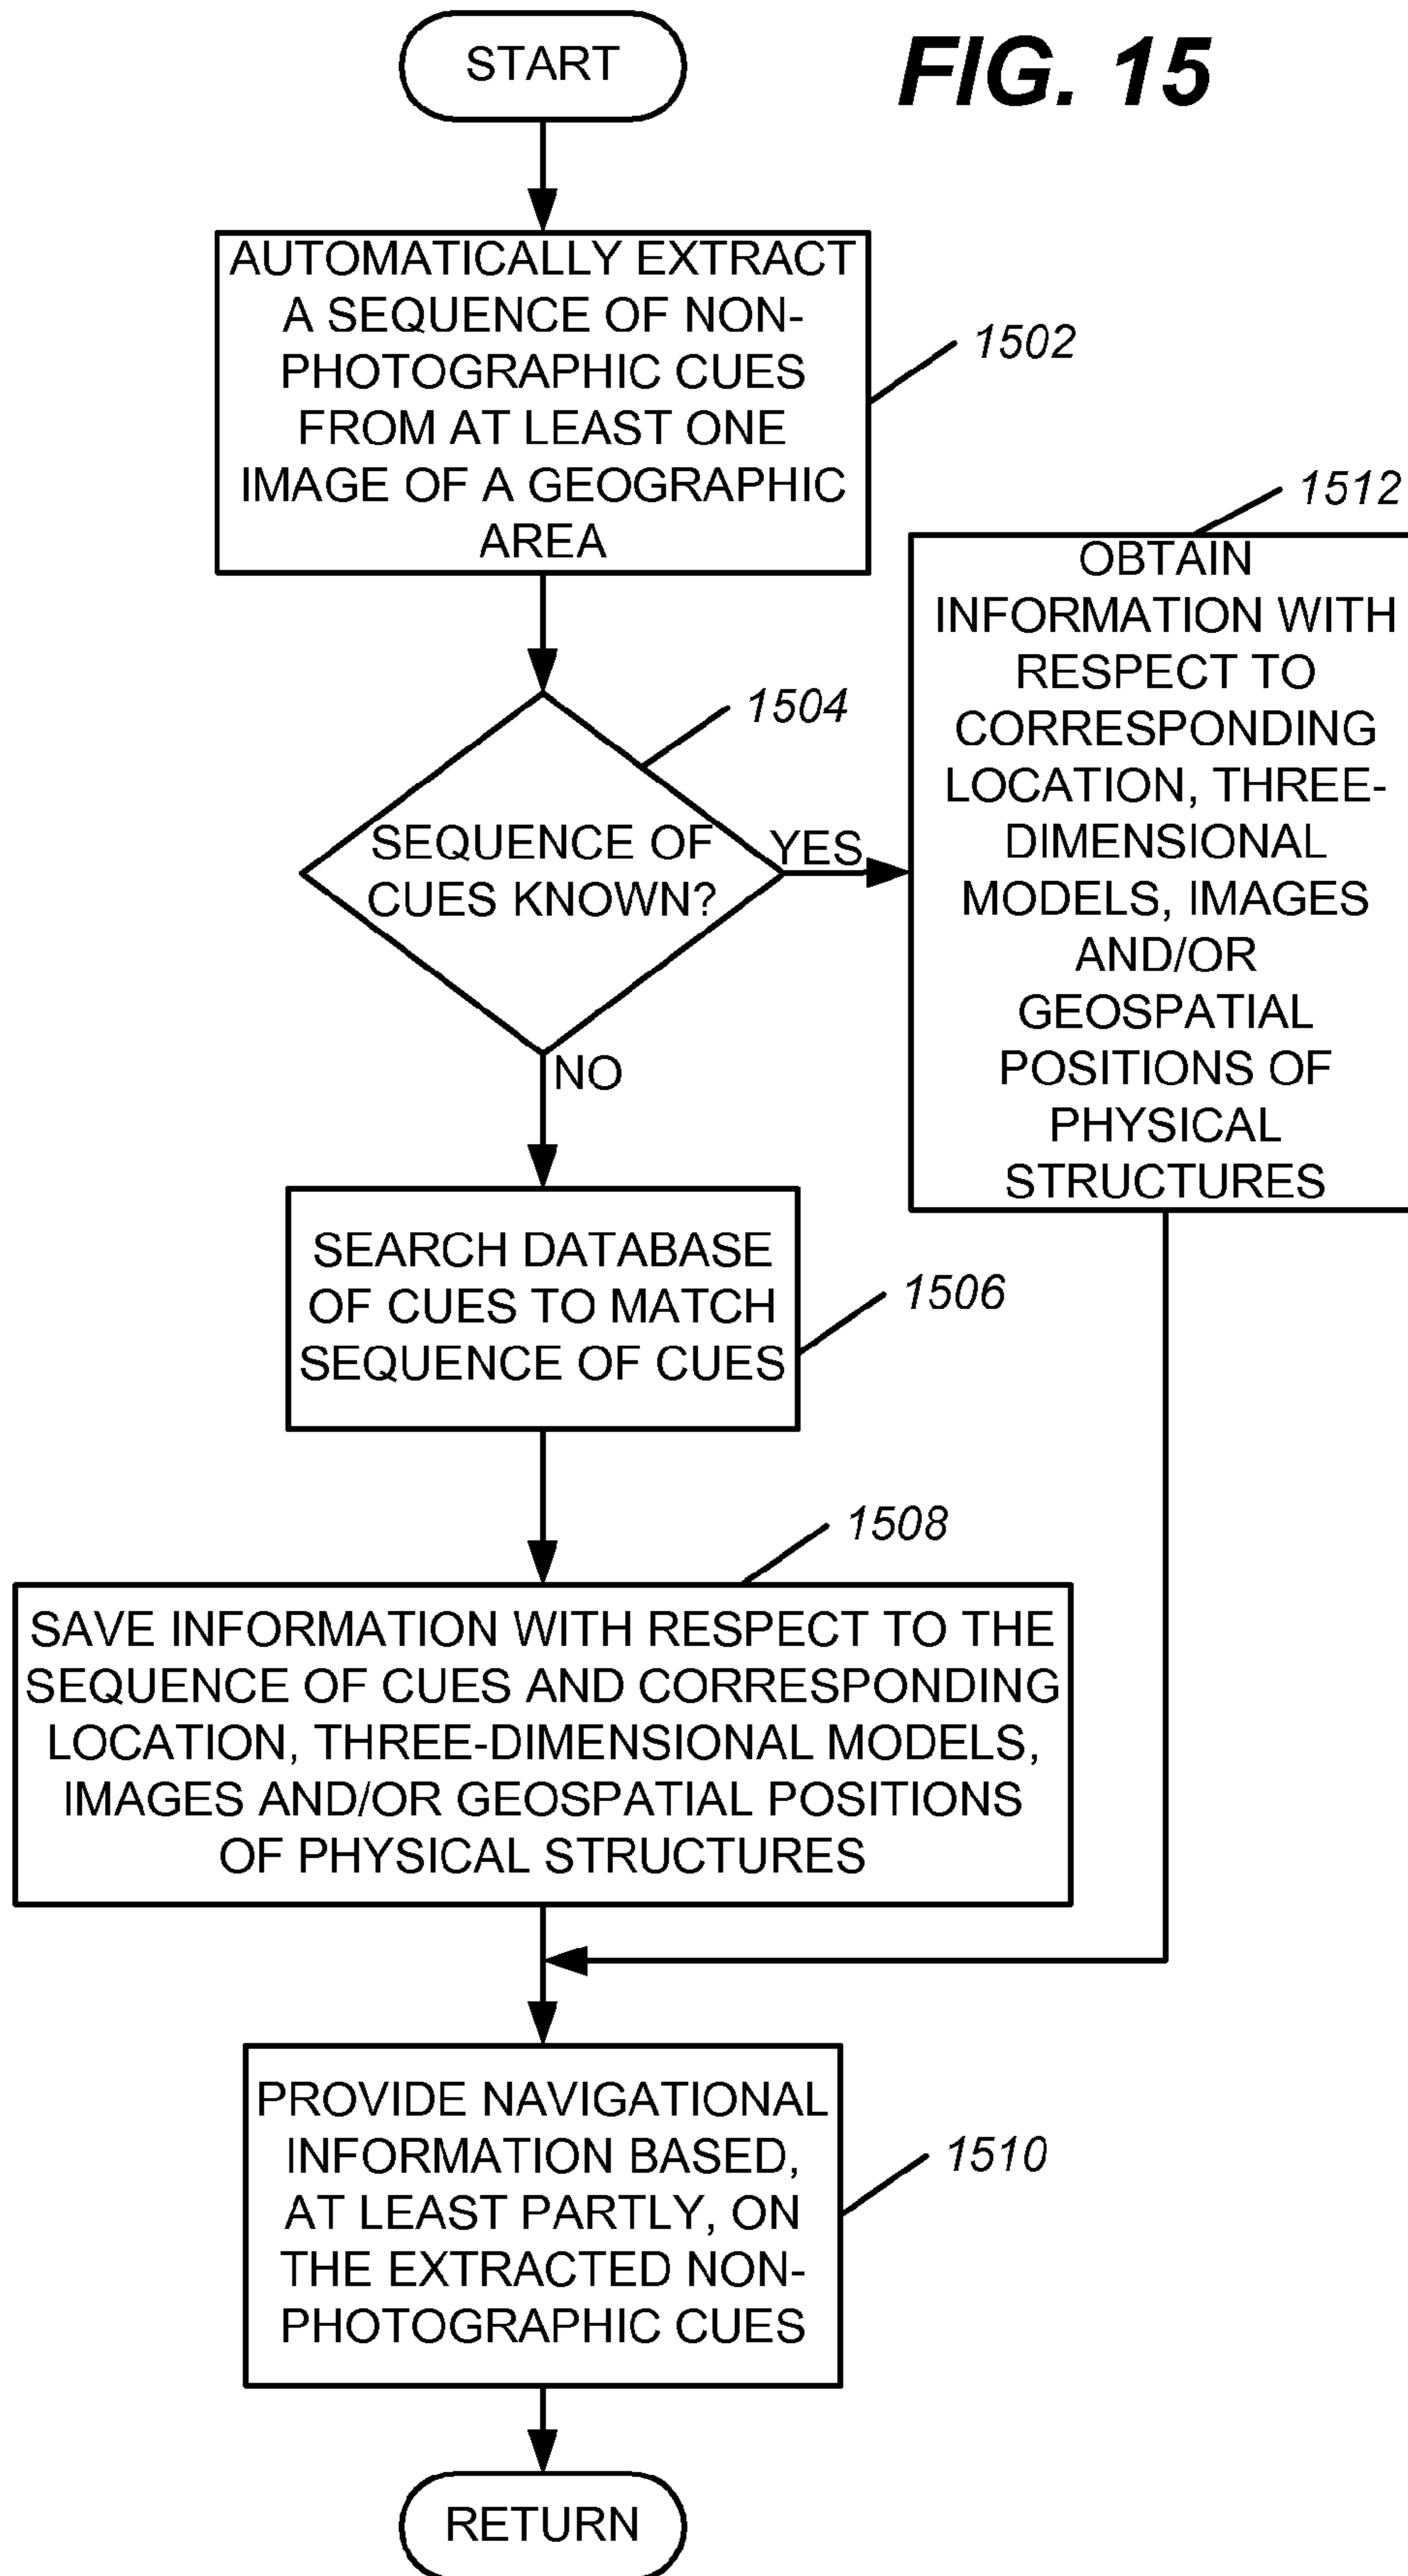 START
FIG. 15
AUTOMATICALLY EXTRACT
A SEQUENCE OF NON-
PHOTOGRAPHIC CUES
FROM AT LEAST ONE
IMAGE OF A GEOGRAPHIC
AREA
1502
1504
SEQUENCE OF
CUES KNOWN?
YES
NO
1512
OBTAIN
INFORMATION WITH
RESPECT TO
CORRESPONDING
LOCATION, THREE-
DIMENSIONAL
MODELS, IMAGES
AND/OR
GEOSPATIAL
POSITIONS OF
PHYSICAL
STRUCTURES
SEARCH DATABASE
OF CUES TO MATCH
SEQUENCE OF CUES
1506
1508
SAVE INFORMATION WITH RESPECT TO THE
SEQUENCE OF CUES AND CORRESPONDING
LOCATION, THREE-DIMENSIONAL MODELS,
IMAGES AND/OR GEOSPATIAL POSITIONS
OF PHYSICAL STRUCTURES
PROVIDE NAVIGATIONAL
INFORMATION BASED,
AT LEAST PARTLY, ON
THE EXTRACTED NON-
PHOTOGRAPHIC CUES
1510
RETURN